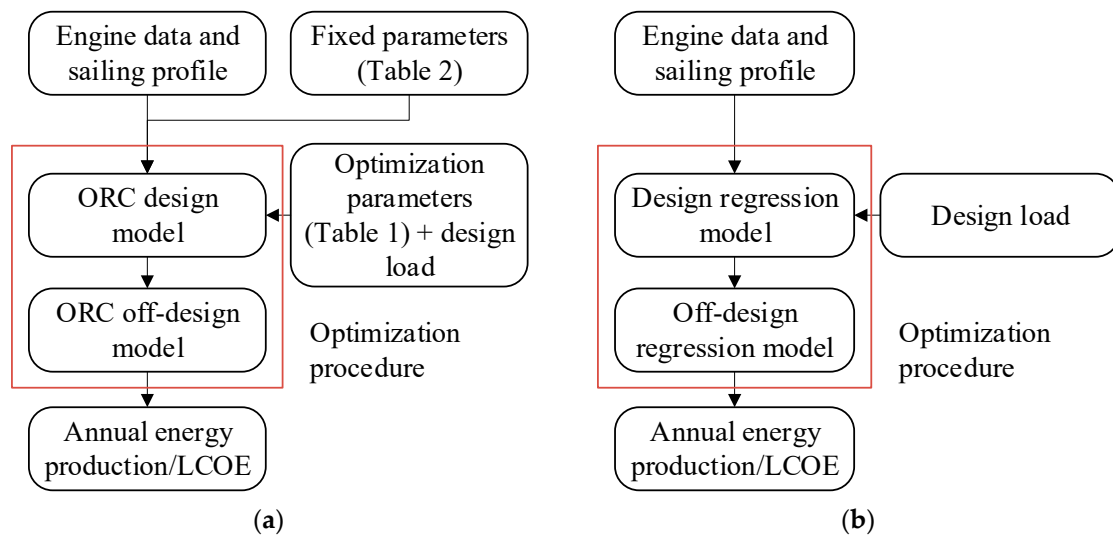 Engine data and
sailing profile
Fixed parameters
(Table 2)
ORC design
model
Optimization
parameters
(Table 1) + design
load
ORC off-design
model
Optimization
procedure
Annual energy
production/LCOE
(a)
Engine data and
sailing profile
Design regression
model
Design load
Off-design
regression model
Optimization
procedure
Annual energy
production/LCOE
(b)